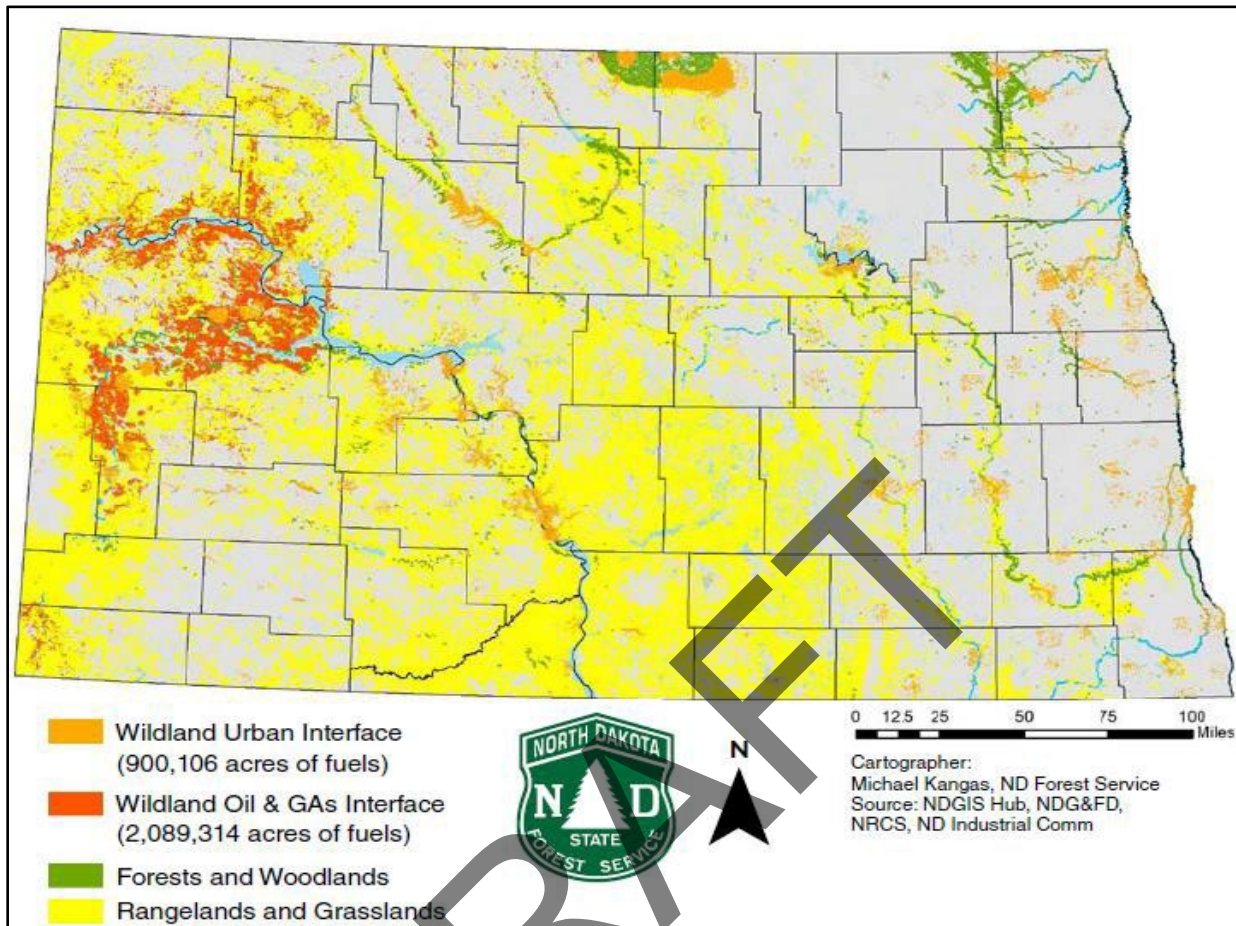 Wildland Urban Interface
(900,106 acres of fuels)
Wildland Oil & GAs Interface
(2,089,314 acres of fuels)
Forests and Woodlands
Rangelands and Grasslands
NORTH DAKOTA
N D
STATE
FOREST SERVICE
N
0 12.5 25 50 75 100
Miles
Cartographer:
Michael Kangas, ND Forest Service
Source: NDGIS Hub, NDG&FD,
NRCS, ND Industrial Comm
DRAFT